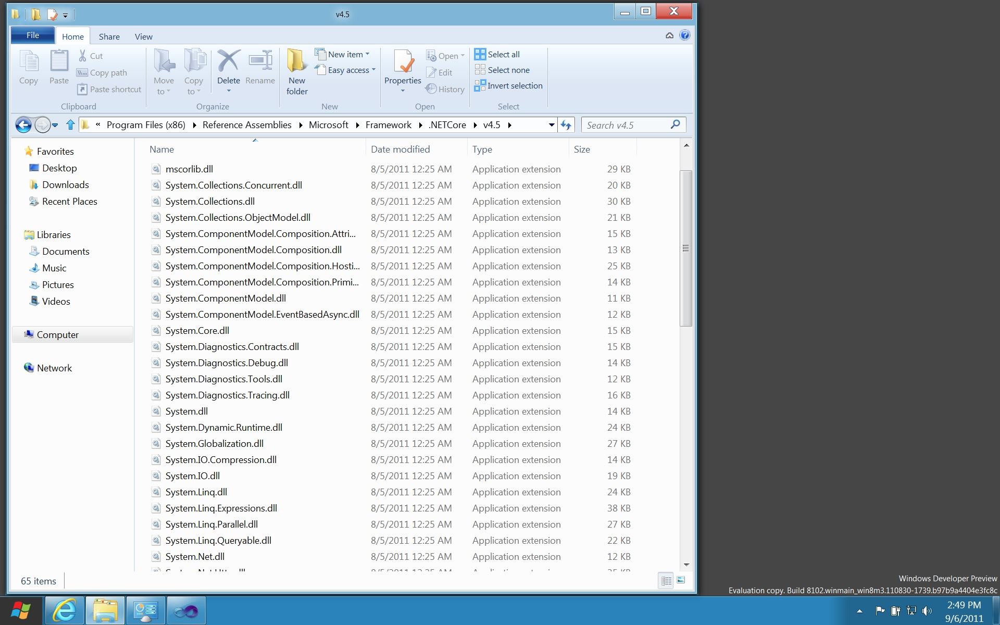 v4.5
File Home Share View
Copy
Paste
Cut
Copy path
Paste shortcut
Clipboard
Move to
Copy to
Delete
Rename
Organize
New folder
New item
Easy access
New
Properties
Open
Edit
History
Open
Select all
Select none
Invert selection
Select
« Program Files (x86) Reference Assemblies Microsoft Framework .NETCore v4.5
Search v4.5
Favorites
Desktop
Downloads
Recent Places
Libraries
Documents
Music
Pictures
Videos
Computer
Network
Name Date modified Type Size
mscorlib.dll 8/5/2011 12:25 AM Application extension 29 KB
System.Collections.Concurrent.dll 8/5/2011 12:25 AM Application extension 20 KB
System.Collections.dll 8/5/2011 12:25 AM Application extension 30 KB
System.Collections.ObjectModel.dll 8/5/2011 12:25 AM Application extension 21 KB
System.ComponentModel.Composition.Attri... 8/5/2011 12:25 AM Application extension 15 KB
System.ComponentModel.Composition.dll 8/5/2011 12:25 AM Application extension 13 KB
System.ComponentModel.Composition.Hosti... 8/5/2011 12:25 AM Application extension 25 KB
System.ComponentModel.Composition.Primi... 8/5/2011 12:25 AM Application extension 14 KB
System.ComponentModel.dll 8/5/2011 12:25 AM Application extension 11 KB
System.ComponentModel.EventBasedAsync.dll 8/5/2011 12:25 AM Application extension 12 KB
System.Core.dll 8/5/2011 12:25 AM Application extension 15 KB
System.Diagnostics.Contracts.dll 8/5/2011 12:25 AM Application extension 15 KB
System.Diagnostics.Debug.dll 8/5/2011 12:25 AM Application extension 14 KB
System.Diagnostics.Tools.dll 8/5/2011 12:25 AM Application extension 12 KB
System.Diagnostics.Tracing.dll 8/5/2011 12:25 AM Application extension 16 KB
System.dll 8/5/2011 12:25 AM Application extension 14 KB
System.Dynamic.Runtime.dll 8/5/2011 12:25 AM Application extension 24 KB
System.Globalization.dll 8/5/2011 12:25 AM Application extension 27 KB
System.IO.Compression.dll 8/5/2011 12:25 AM Application extension 14 KB
System.IO.dll 8/5/2011 12:25 AM Application extension 19 KB
System.Linq.dll 8/5/2011 12:25 AM Application extension 24 KB
System.Linq.Expressions.dll 8/5/2011 12:25 AM Application extension 38 KB
System.Linq.Parallel.dll 8/5/2011 12:25 AM Application extension 27 KB
System.Linq.Queryable.dll 8/5/2011 12:25 AM Application extension 22 KB
System.Net.dll 8/5/2011 12:25 AM Application extension 12 KB
65 items
Windows Developer Preview
Evaluation copy. Build 8102.winmain_win8m3.110830-1739.b97b9a4404e3fc8c
2:49 PM
9/6/2011